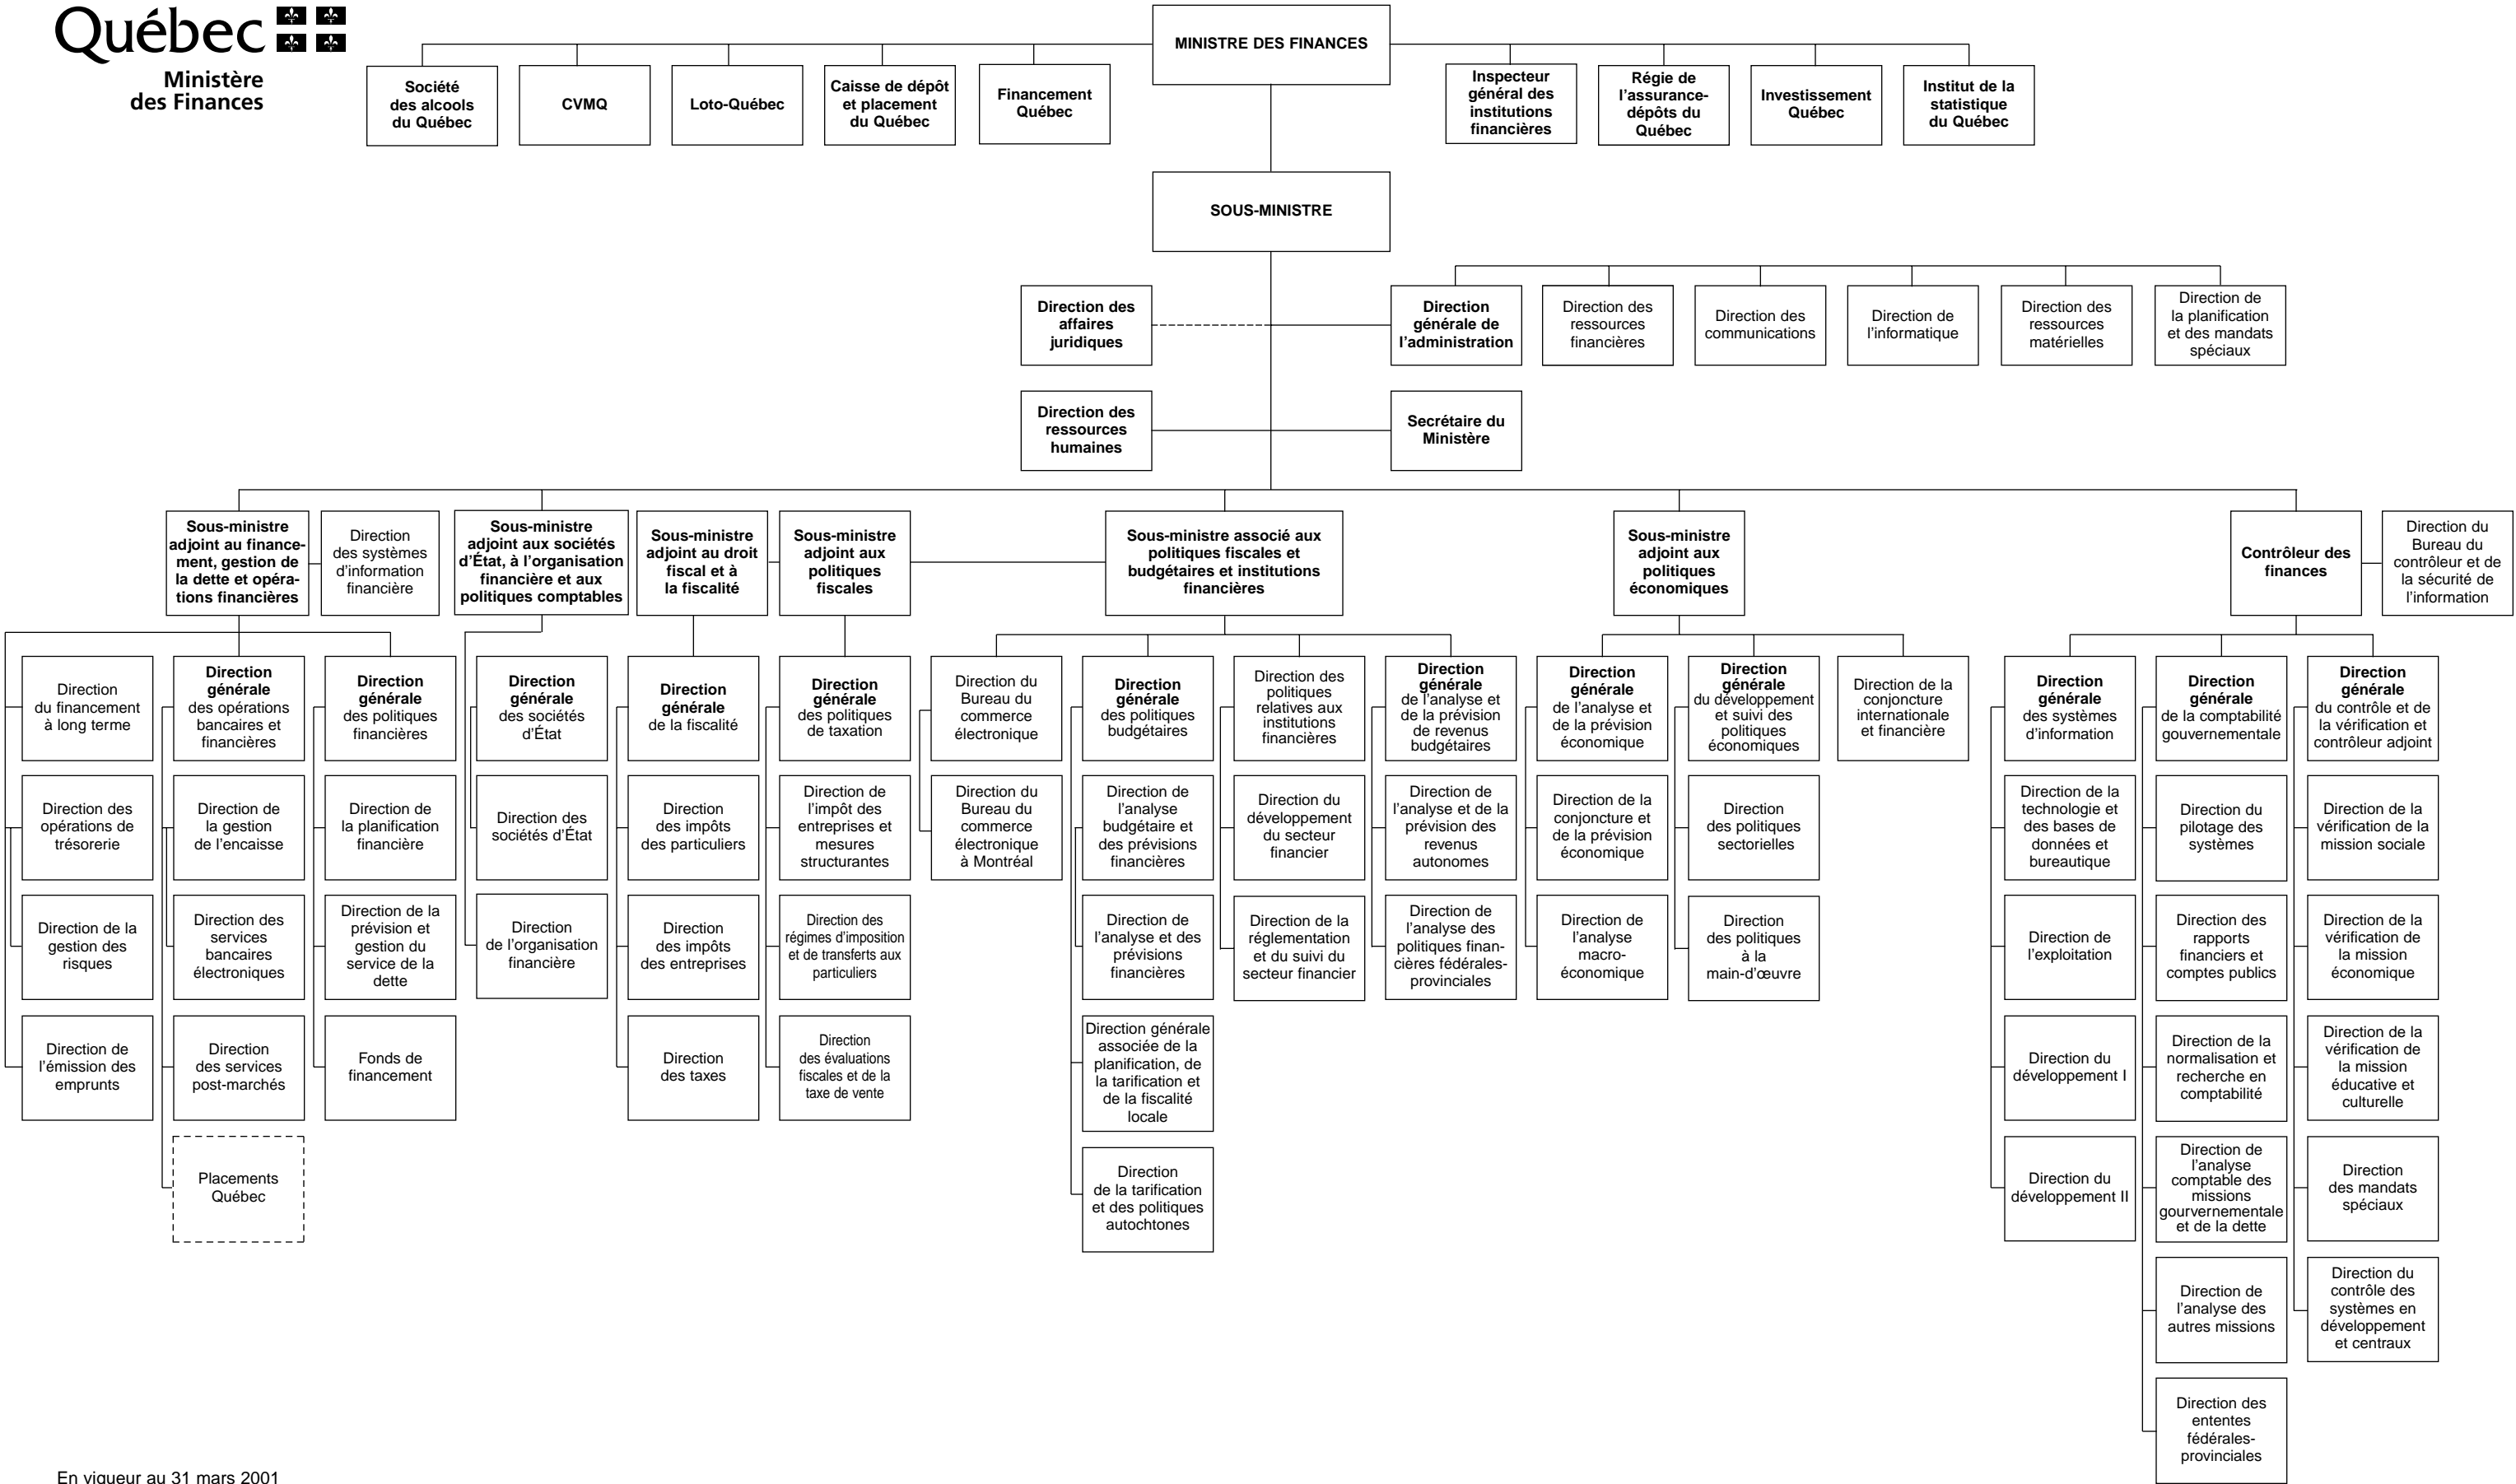 Québec
Ministère
des Finances
MINISTRE DES FINANCES
Société
des alcools
du Québec
CVMQ
Loto-Québec
Caisse de dépôt
et placement
du Québec
Financement
Québec
Inspecteur
général des
institutions
financières
Régie de
l'assurance-
dépôts du
Québec
Investissement
Québec
Institut de la
statistique
du Québec
SOUS-MINISTRE
Direction des
affaires
juridiques
Direction
générale de
l'administration
Direction des
ressources
financières
Direction des
communications
Direction de
l'informatique
Direction des
ressources
matérielles
Direction de
la planification
et des mandats
spéciaux
Direction des
ressources
humaines
Secrétaire du
Ministère
Sous-ministre
adjoint au finance-
ment, gestion de
la dette et opéra-
tions financières
Direction
des systèmes
d'information
financière
Sous-ministre
adjoint aux sociétés
d'État, à l'organisation
financière et aux
politiques comptables
Sous-ministre
adjoint au droit
fiscal et à
la fiscalité
Sous-ministre
adjoint aux
politiques
fiscales
Sous-ministre associé aux
politiques fiscales et
budgétaires et institutions
financières
Sous-ministre
adjoint aux
politiques
économiques
Contrôleur des
finances
Direction du
Bureau du
contrôleur et de
la sécurité de
l'information
Direction
du financement
à long terme
Direction
générale
des opérations
bancaires et
financières
Direction
générale
des politiques
financières
Direction
générale
des sociétés
d'État
Direction
générale
de la fiscalité
Direction
générale
des politiques
de taxation
Direction du
Bureau du
commerce
électronique
Direction
générale
des politiques
budgétaires
Direction des
politiques
relatives aux
institutions
financières
Direction
générale
de l'analyse et
de la prévision
de revenus
budgétaires
Direction
générale
de l'analyse et
de la prévision
économique
Direction
générale
du développement
et suivi des
politiques
économiques
Direction de la
conjoncture
internationale
et financière
Direction
générale
des systèmes
d'information
Direction
générale
de la comptabilité
gouvernementale
Direction
générale
du contrôle et de
la vérification et
contrôleur adjoint
Direction des
opérations de
trésorerie
Direction de
la gestion
de l'encaisse
Direction de
la planification
financière
Direction des
sociétés d'État
Direction
des impôts
des particuliers
Direction de
l'impôt des
entreprises et
mesures
structurantes
Direction du
Bureau du
commerce
électronique
à Montréal
Direction de
l'analyse
budgétaire et
des prévisions
financières
Direction du
développement
du secteur
financier
Direction de
l'analyse et de la
prévision des
revenus
autonomes
Direction de la
conjoncture et
de la prévision
économique
Direction
des politiques
sectorielles
Direction de la
technologie et
des bases de
données et
bureautique
Direction du
pilotage des
systèmes
Direction de la
vérification de la
mission sociale
Direction de la
gestion des
risques
Direction des
services
bancaires
électroniques
Direction de la
prévision et
gestion du
service de la
dette
Direction
de l'organisation
financière
Direction
des impôts
des entreprises
Direction des
régimes d'imposition
et de transferts aux
particuliers
Direction de
l'analyse et des
prévisions
financières
Direction de la
réglementation
et du suivi du
secteur financier
Direction de
l'analyse des
politiques finan-
cières fédérales-
provinciales
Direction de
l'analyse
macro-
économique
Direction
des politiques
à la
main-d'œuvre
Direction de
l'exploitation
Direction des
rapports
financiers et
comptes publics
Direction de la
vérification de
la mission
économique
Direction de
l'émission des
emprunts
Direction
des services
post-marchés
Fonds de
financement
Direction
des taxes
Direction
des évaluations
fiscales et de la
taxe de vente
Direction générale
associée de la
planification, de
la tarification et
de la fiscalité
locale
Direction du
développement I
Direction de la
normalisation et
recherche en
comptabilité
Direction de la
vérification de
la mission
éducative et
culturelle
Placements
Québec
Direction
de la tarification
et des politiques
autochtones
Direction du
développement II
Direction de
l'analyse
comptable des
missions
gourvernementale
et de la dette
Direction
des mandats
spéciaux
Direction de
l'analyse des
autres missions
Direction du
contrôle des
systèmes en
développement
et centraux
Direction des
ententes
fédérales-
provinciales
En vigueur au 31 mars 2001